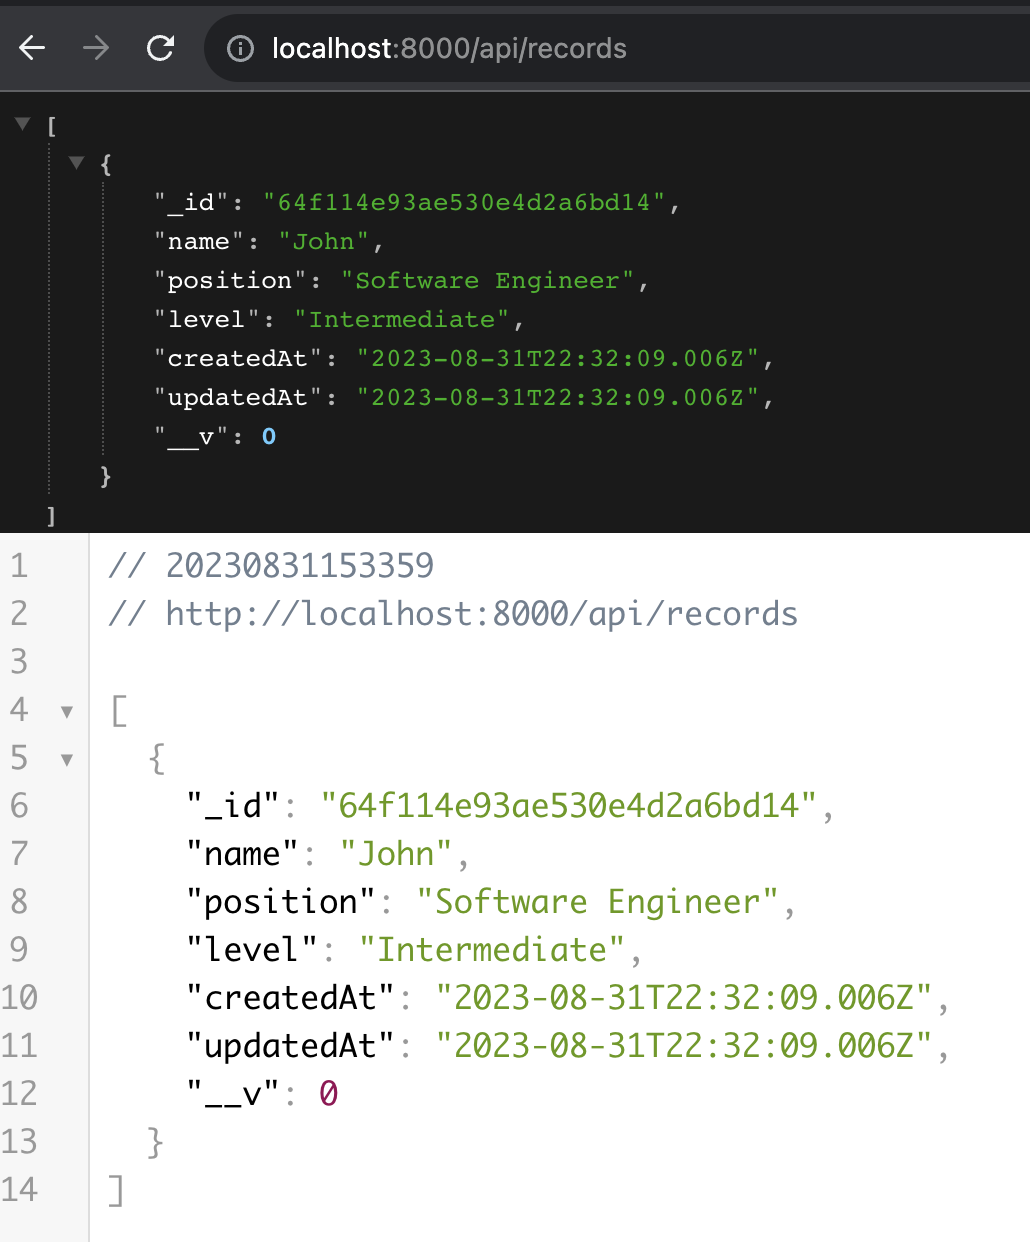 localhost:8000/api/records
[
{
"_id": "64f114e93ae530e4d2a6bd14",
"name": "John",
"position": "Software Engineer",
"level": "Intermediate",
"createdAt": "2023-08-31T22:32:09.006Z",
"updatedAt": "2023-08-31T22:32:09.006Z",
"__v": 0
}
]
1 // 20230831153359
2 // http://localhost:8000/api/records
3
4 [
5 {
6 "_id": "64f114e93ae530e4d2a6bd14",
7 "name": "John",
8 "position": "Software Engineer",
9 "level": "Intermediate",
10 "createdAt": "2023-08-31T22:32:09.006Z",
11 "updatedAt": "2023-08-31T22:32:09.006Z",
12 "__v": 0
13 }
14 ]